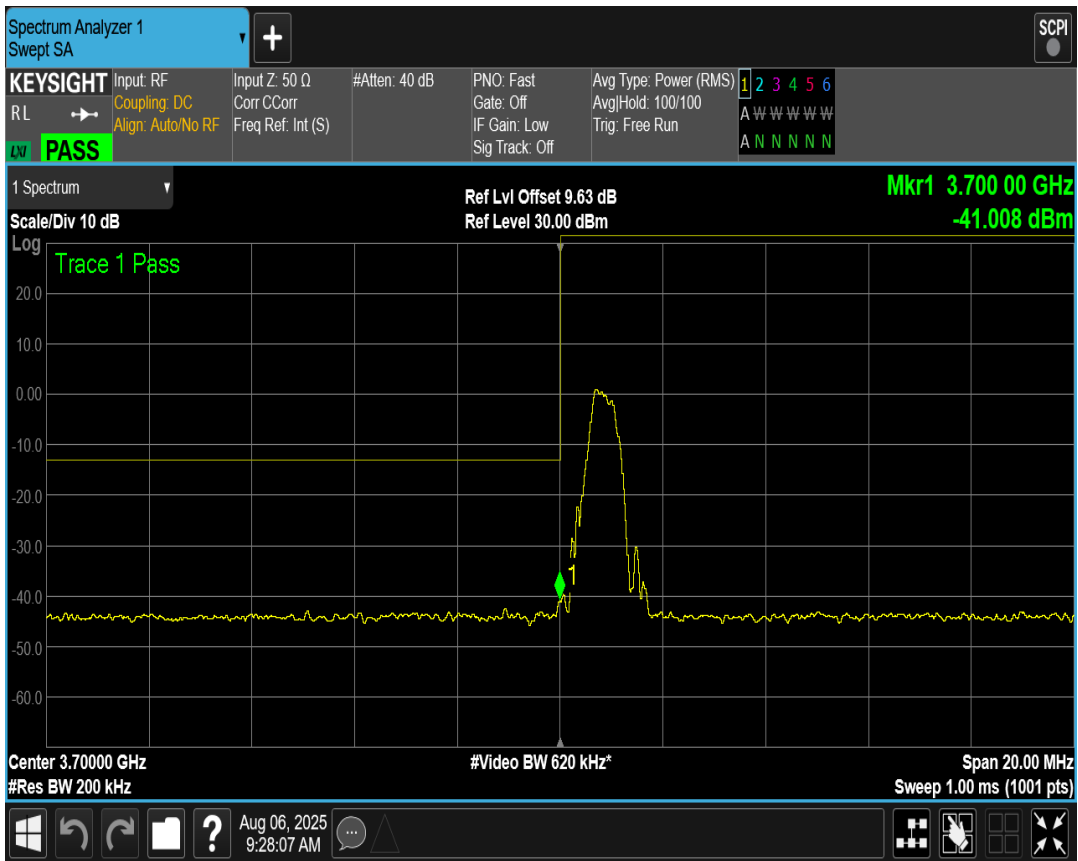 Spectrum Analyzer 1
Swept SA
SCPI
KEYSIGHT
RL
LXI PASS
Input: RF
Coupling: DC
Align: Auto/No RF
Input Z: 50 Ω
Corr CCorr
Freq Ref: Int (S)
#Atten: 40 dB
PNO: Fast
Gate: Off
IF Gain: Low
Sig Track: Off
Avg Type: Power (RMS)
Avg|Hold: 100/100
Trig: Free Run
1 2 3 4 5 6
A W W W W W
A N N N N N
1 Spectrum
Ref Lvl Offset 9.63 dB
Mkr1 3.700 00 GHz
Scale/Div 10 dB
Ref Level 30.00 dBm
-41.008 dBm
Log
Trace 1 Pass
20.0
10.0
0.00
-10.0
-20.0
-30.0
1
-40.0
-50.0
-60.0
Center 3.70000 GHz
#Video BW 620 kHz*
Span 20.00 MHz
#Res BW 200 kHz
Sweep 1.00 ms (1001 pts)
?
Aug 06, 2025
9:28:07 AM